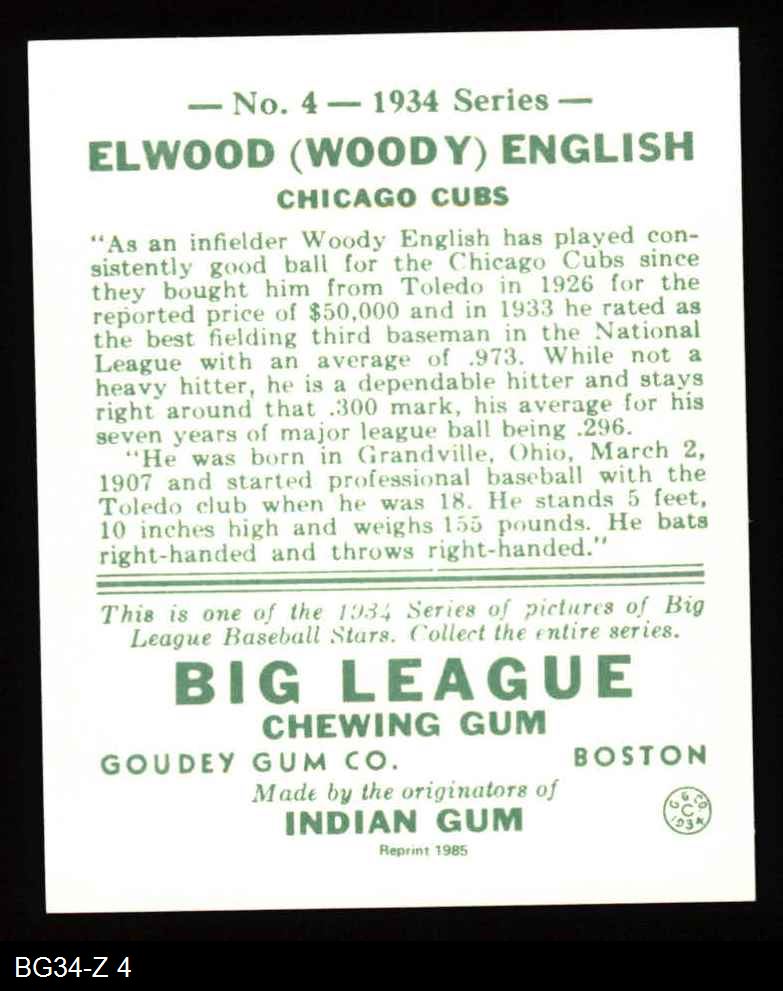 — No. 4 — 1934 Series —
ELWOOD (WOODY) ENGLISH
CHICAGO CUBS
"As an infielder Woody English has played con-
sistently good ball for the Chicago Cubs since
they bought him from Toledo in 1926 for the
reported price of $50,000 and in 1933 he rated as
the best fielding third baseman in the National
League with an average of .973. While not a
heavy hitter, he is a dependable hitter and stays
right around that .300 mark, his average for his
seven years of major league ball being .296.
"He was born in Grandville, Ohio, March 2,
1907 and started professional baseball with the
Toledo club when he was 18. He stands 5 feet,
10 inches high and weighs 155 pounds. He bats
right-handed and throws right-handed."
This is one of the 1934 Series of pictures of Big
League Baseball Stars. Collect the entire series.
BIG LEAGUE
CHEWING GUM
GOUDEY GUM CO. BOSTON
Made by the originators of
INDIAN GUM
G.G.CO.
C
1934
Reprint 1985
BG34-Z 4